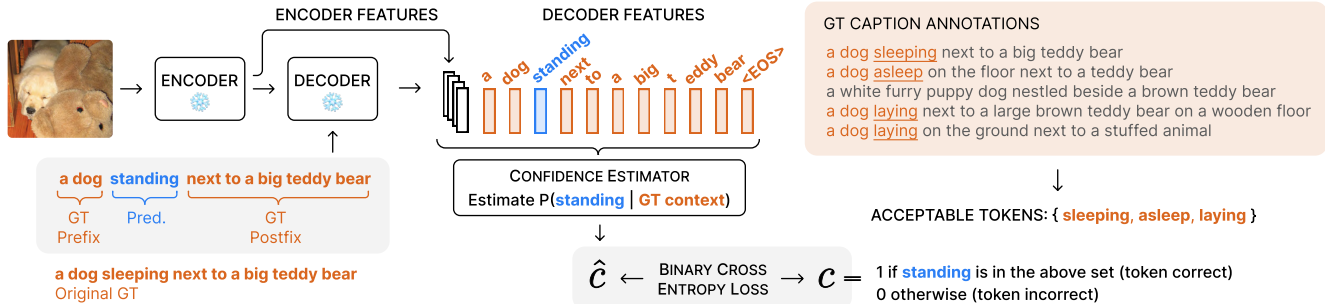 ENCODER FEATURES
DECODER FEATURES
ENCODER
DECODER
a dog standing next to a big t eddy bear <EOS>
a dog standing next to a big teddy bear
GT Prefix
Pred.
GT Postfix
a dog sleeping next to a big teddy bear
Original GT
CONFIDENCE ESTIMATOR
Estimate P(standing | GT context)
ĉ ← BINARY CROSS ENTROPY LOSS → c = 
1 if standing is in the above set (token correct)
0 otherwise (token incorrect)
GT CAPTION ANNOTATIONS
a dog sleeping next to a big teddy bear
a dog asleep on the floor next to a teddy bear
a white furry puppy dog nestled beside a brown teddy bear
a dog laying next to a large brown teddy bear on a wooden floor
a dog laying on the ground next to a stuffed animal
ACCEPTABLE TOKENS: { sleeping, asleep, laying }